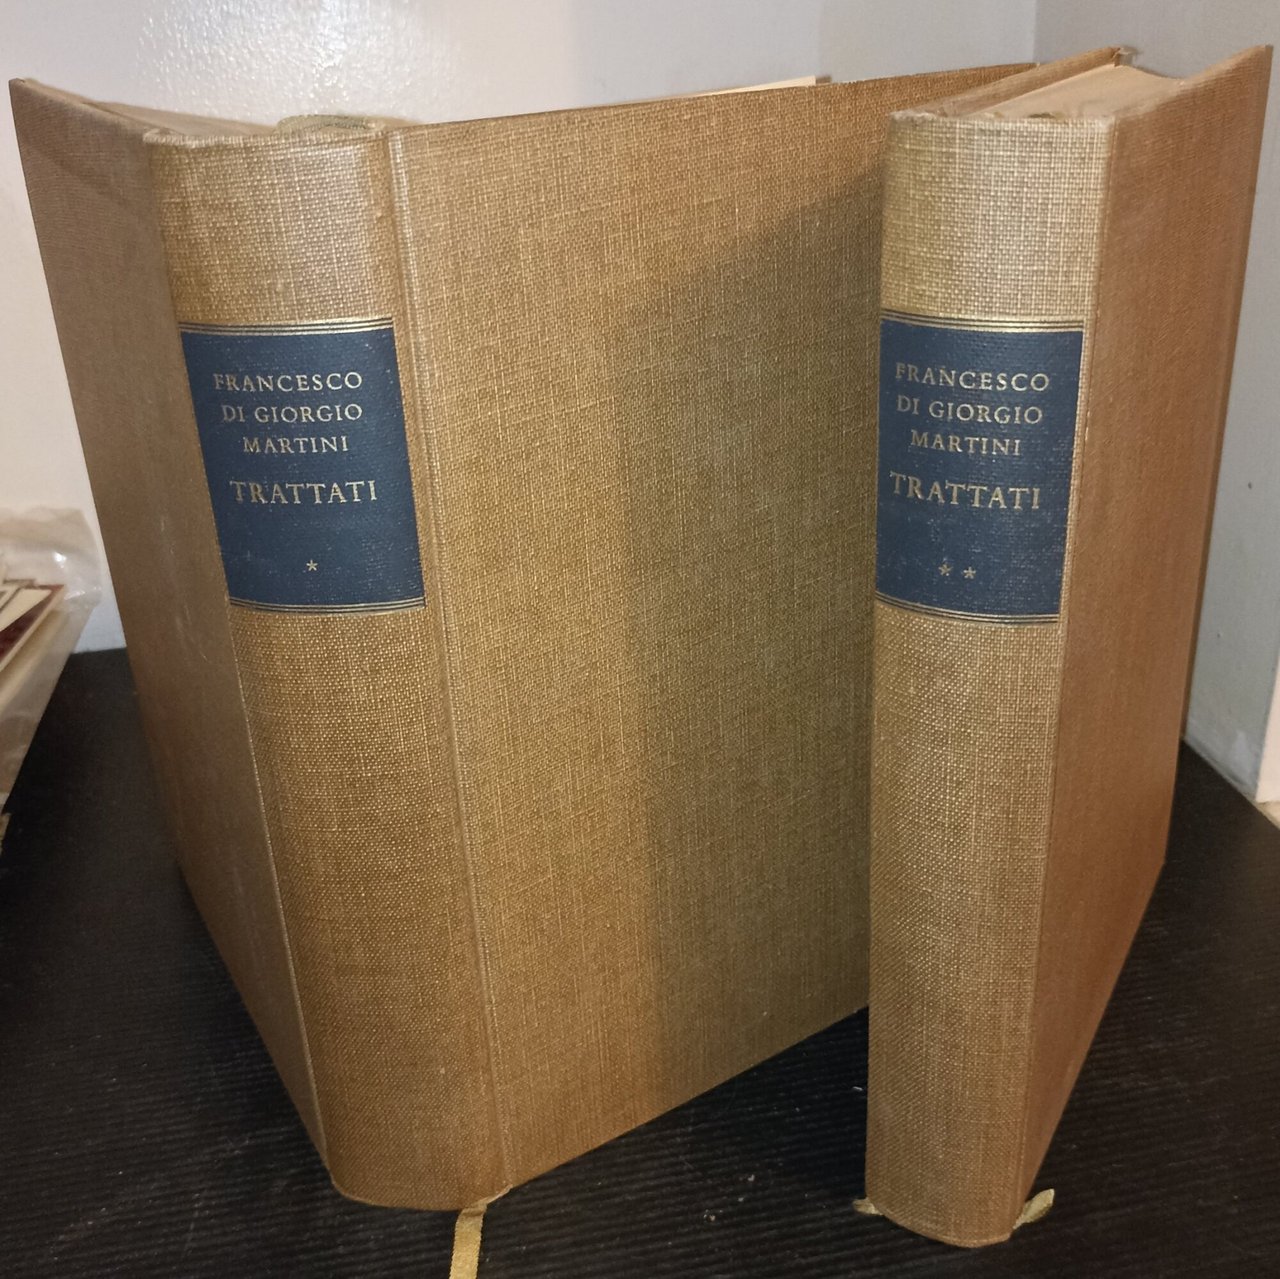 FRANCESCO
DI GIORGIO
MARTINI
TRATTATI
*
FRANCESCO
DI GIORGIO
MARTINI
TRATTATI
* *